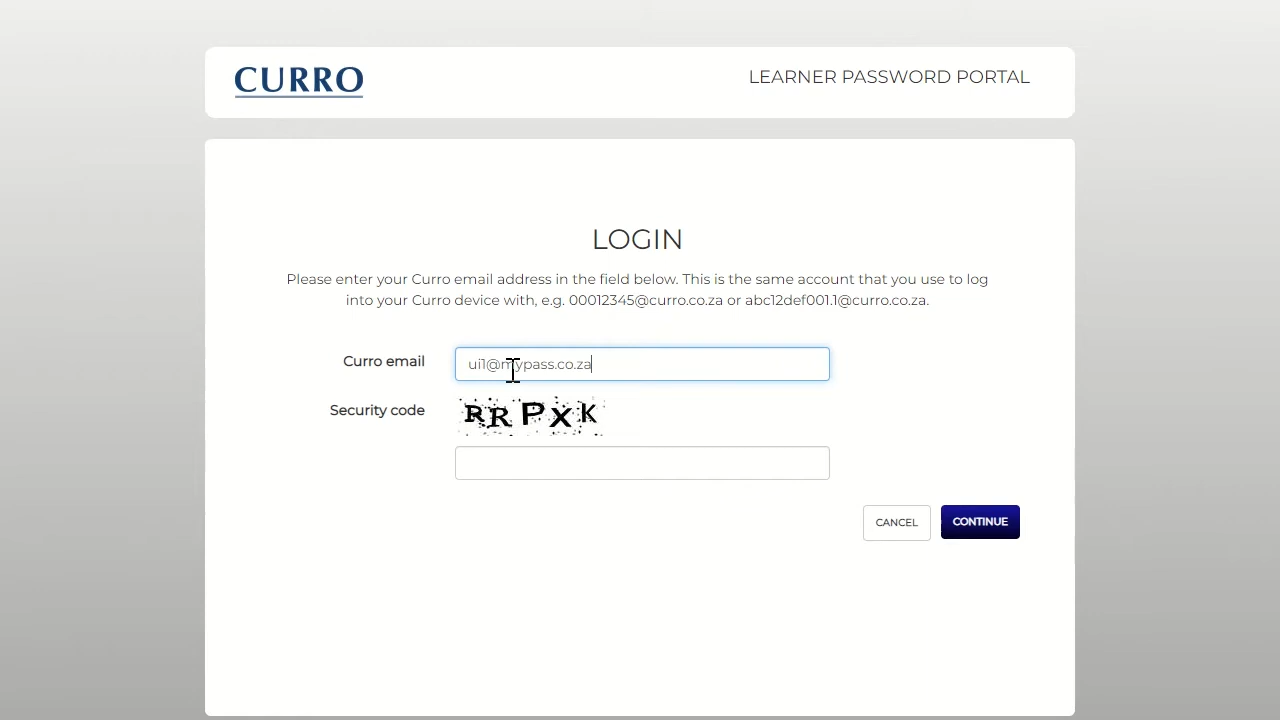 CURRO
LEARNER PASSWORD PORTAL
LOGIN
Please enter your Curro email address in the field below. This is the same account that you use to log
into your Curro device with, e.g. 00012345@curro.co.za or abc12def001.1@curro.co.za.
Curro email
ui1@mypass.co.za
Security code
RRPXK
CANCEL
CONTINUE